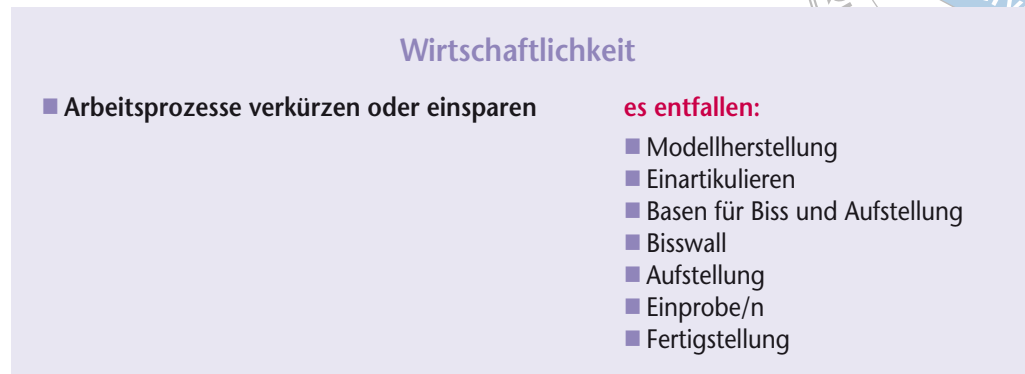 Wirtschaftlichkeit
■ Arbeitsprozesse verkürzen oder einsparen
es entfallen:
■ Modellherstellung
■ Einartikulieren
■ Basen für Biss und Aufstellung
■ Bisswall
■ Aufstellung
■ Einprobe/n
■ Fertigstellung